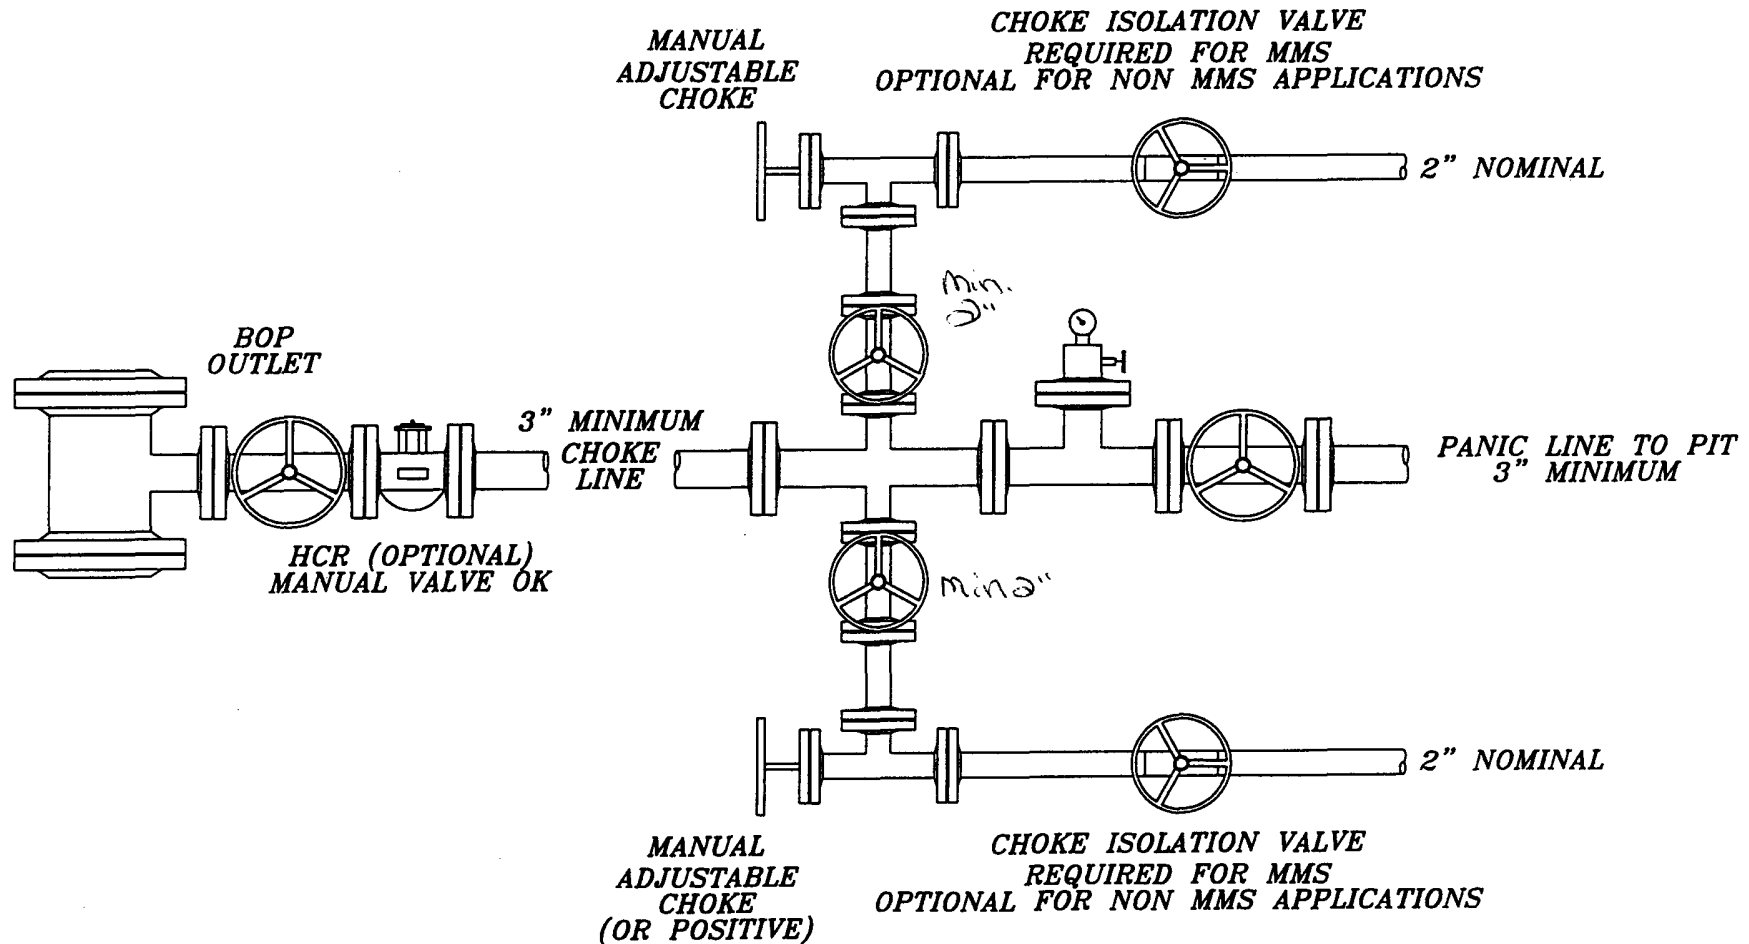 MANUAL
ADJUSTABLE
CHOKE
CHOKE ISOLATION VALVE
REQUIRED FOR MMS
OPTIONAL FOR NON MMS APPLICATIONS
2" NOMINAL
Min.
2"
BOP
OUTLET
3" MINIMUM
CHOKE
LINE
PANIC LINE TO PIT
3" MINIMUM
HCR (OPTIONAL)
MANUAL VALVE OK
Min 2"
2" NOMINAL
MANUAL
ADJUSTABLE
CHOKE
(OR POSITIVE)
CHOKE ISOLATION VALVE
REQUIRED FOR MMS
OPTIONAL FOR NON MMS APPLICATIONS